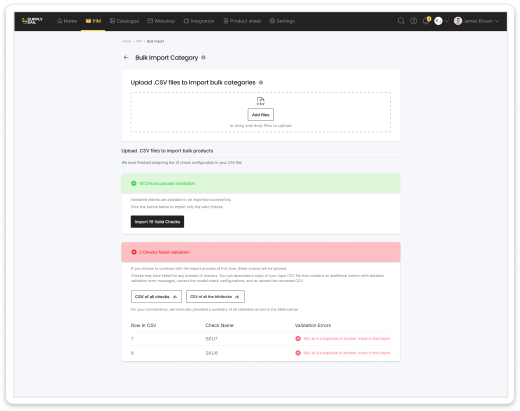 SUPPLY
Home
PIM
Catalogue
Webshop
Integration
Product sheet
Settings
James Brown
Home / PIM / Bulk Import
Bulk Import Category
Upload .CSV files to import bulk categories
CSV
Add files
or drag and drop files to upload
Upload .CSV files to import bulk products
We have finished analyzing the 21 check configuration in your CSV file
19 Checks passed validation
Validated checks are available to be imported successfully.
Click the button below to import only the valid checks.
Import 19 Valid Checks
2 Checks failed validation
If you choose to continue with the import process at this time, these checks will be ignored.
Checks may have failed for any number of reasons. You can download a copy of your input CSV file that contains an additional column with detailed
validation error messages, correct the invalid check configurations, and re-upload the corrected CSV.
CSV of all checks
CSV of all the Attributes
For your convenience, we have also provided a summary of all validation errors in the table below.
Row in CSV Check Name Validation Errors
7 SKU7 SKU Id is a duplicate of another check in this import
8 SKU8 SKU Id is a duplicate of another check in this import